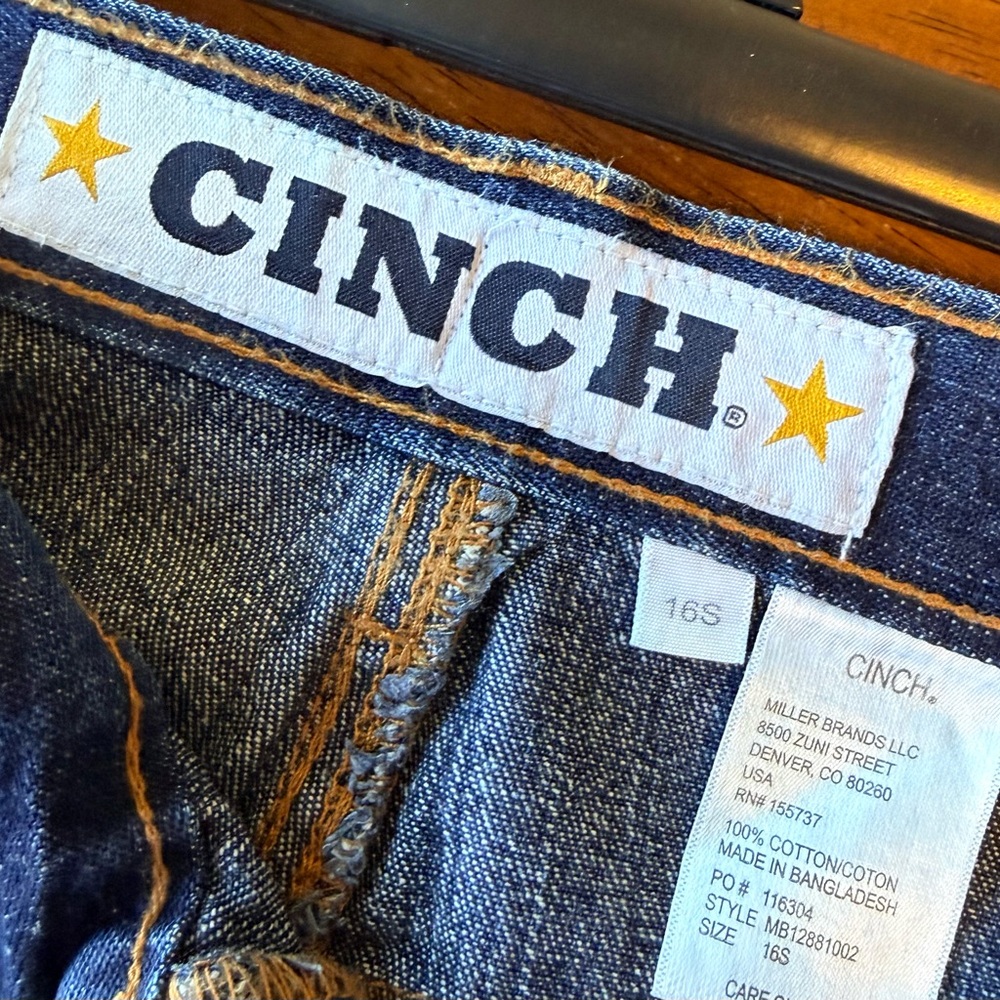 CINCH®
16S
CINCH®
MILLER BRANDS LLC
8500 ZUNI STREET
DENVER, CO 80260
USA
RN# 155737
100% COTTON/COTON
MADE IN BANGLADESH
PO # 116304
STYLE MB12881002
SIZE 16S
CARE